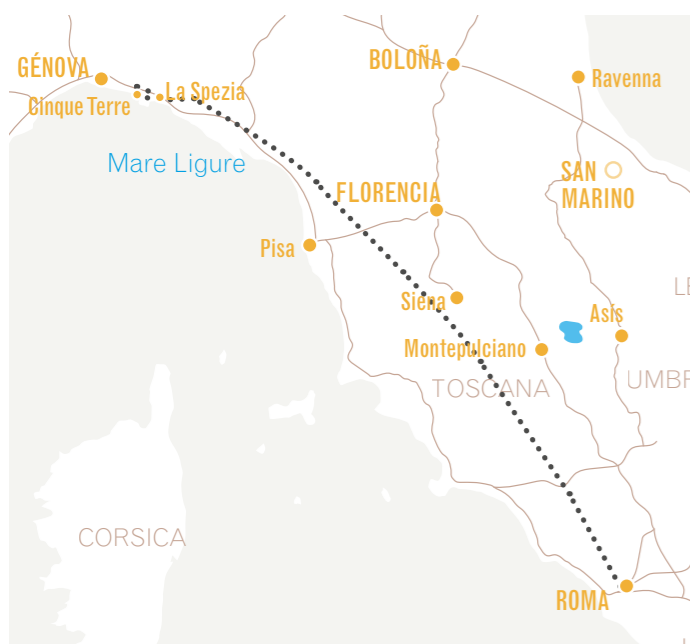 BOLOÑA
GÉNOVA
Ravenna
La Spezia
Cinque Terre
Mare Ligure
SAN
MARINO
FLORENCIA
Pisa
Siena
Asís
Montepulciano
TOSCANA
CORSICA
ROMA